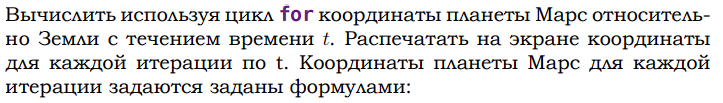 Вычислить используя цикл for координаты планеты Марс относитель-
но Земли с течением времени t. Распечатать на экране координаты
для каждой итерации по t. Координаты планеты Марс для каждой
итерации задаются заданы формулами: